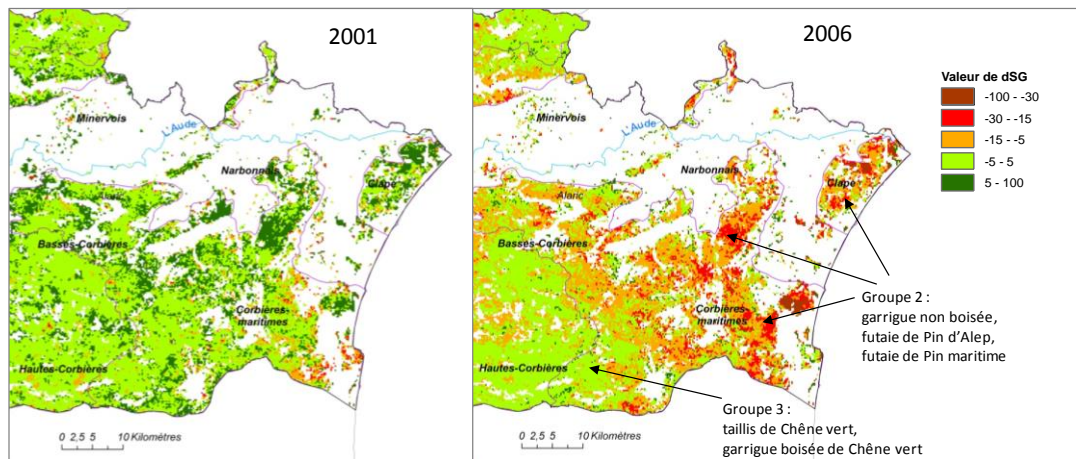 2001
Minervois
L'Aude
Narbonnais
Clape
Alaric
Basses-Corbières
Corbières-
maritimes
Hautes-Corbières
0 2,5 5 10 Kilomètres
2006
Minervois
L'Aude
Narbonnais
Clape
Alaric
Basses-Corbières
Corbières-
maritimes
Hautes-Corbières
0 2,5 5 10 Kilomètres
Groupe 2 :
garrigue non boisée,
futaie de Pin d'Alep,
futaie de Pin maritime
Groupe 3 :
taillis de Chêne vert,
garrigue boisée de Chêne vert
Valeur de dSG
-100 - -30
-30 - -15
-15 - -5
-5 - 5
5 - 100